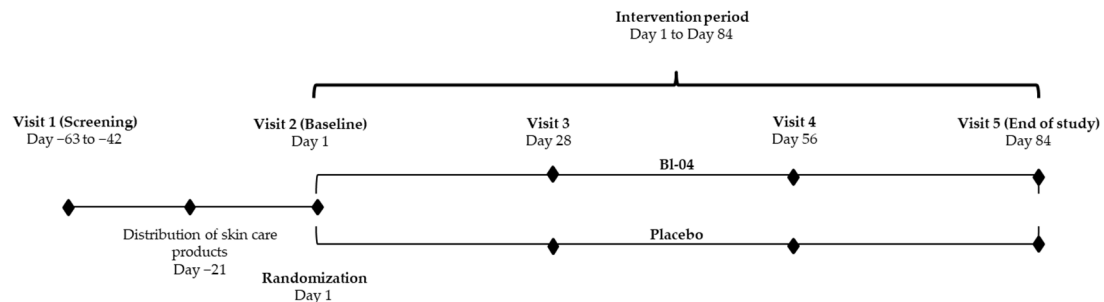 Intervention period
Day 1 to Day 84
Visit 1 (Screening)
Day −63 to −42
Visit 2 (Baseline)
Day 1
Visit 3
Day 28
Visit 4
Day 56
Visit 5 (End of study)
Day 84
Bl-04
Distribution of skin care
products
Day −21
Placebo
Randomization
Day 1